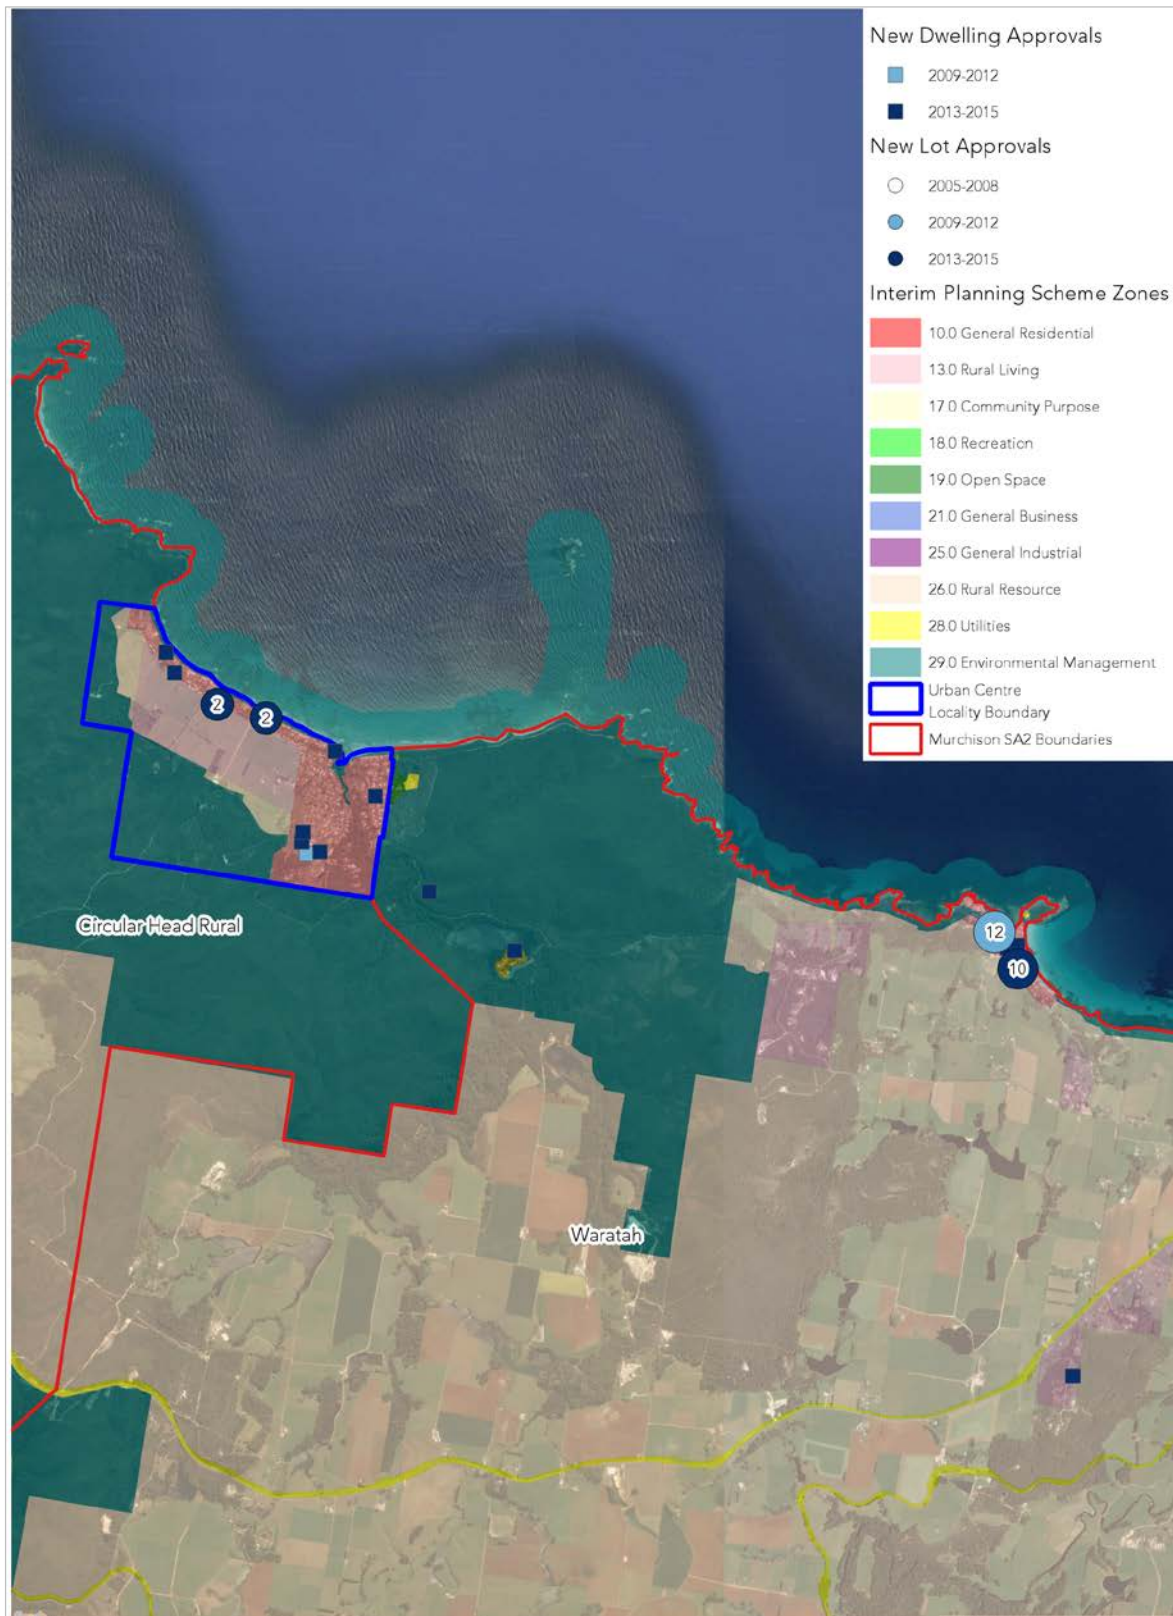 New Dwelling Approvals
2009-2012
2013-2015
New Lot Approvals
2005-2008
2009-2012
2013-2015
Interim Planning Scheme Zones
10.0 General Residential
13.0 Rural Living
17.0 Community Purpose
18.0 Recreation
19.0 Open Space
21.0 General Business
25.0 General Industrial
26.0 Rural Resource
28.0 Utilities
29.0 Environmental Management
Urban Centre
Locality Boundary
Murchison SA2 Boundaries
2
2
Circular Head Rural
12
10
Waratah